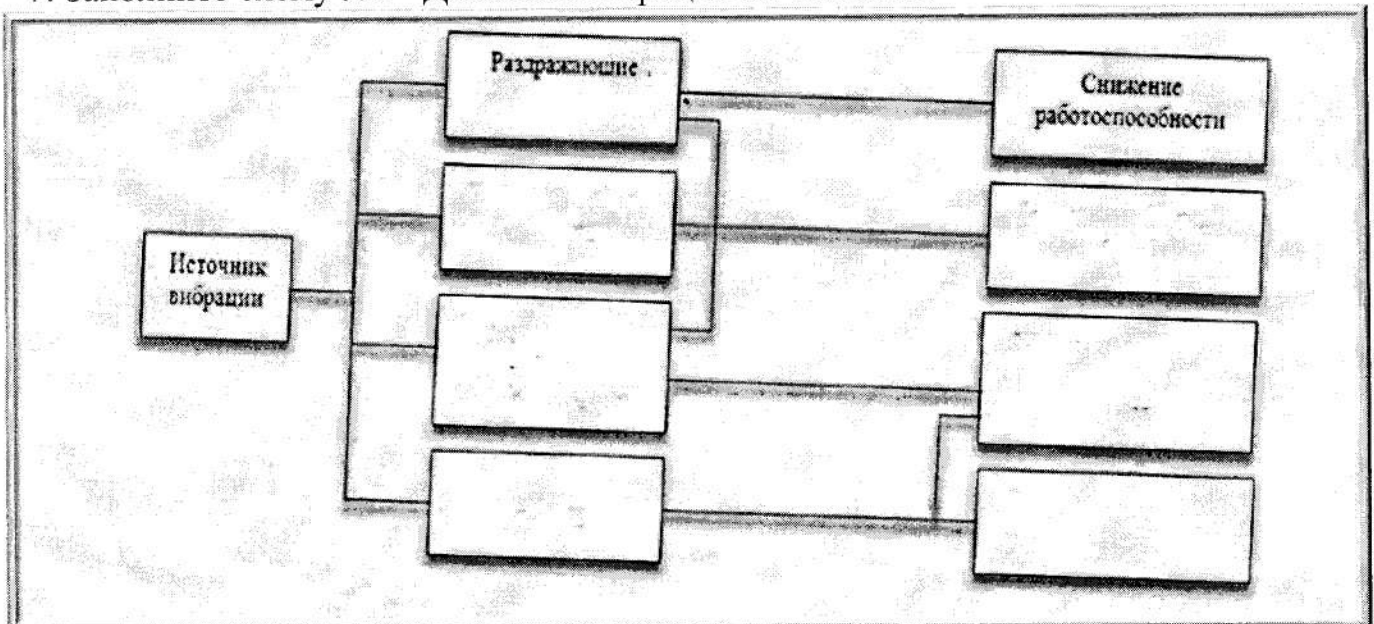 Раздражающие
Снижение
работоспособности
Источник
вибрации